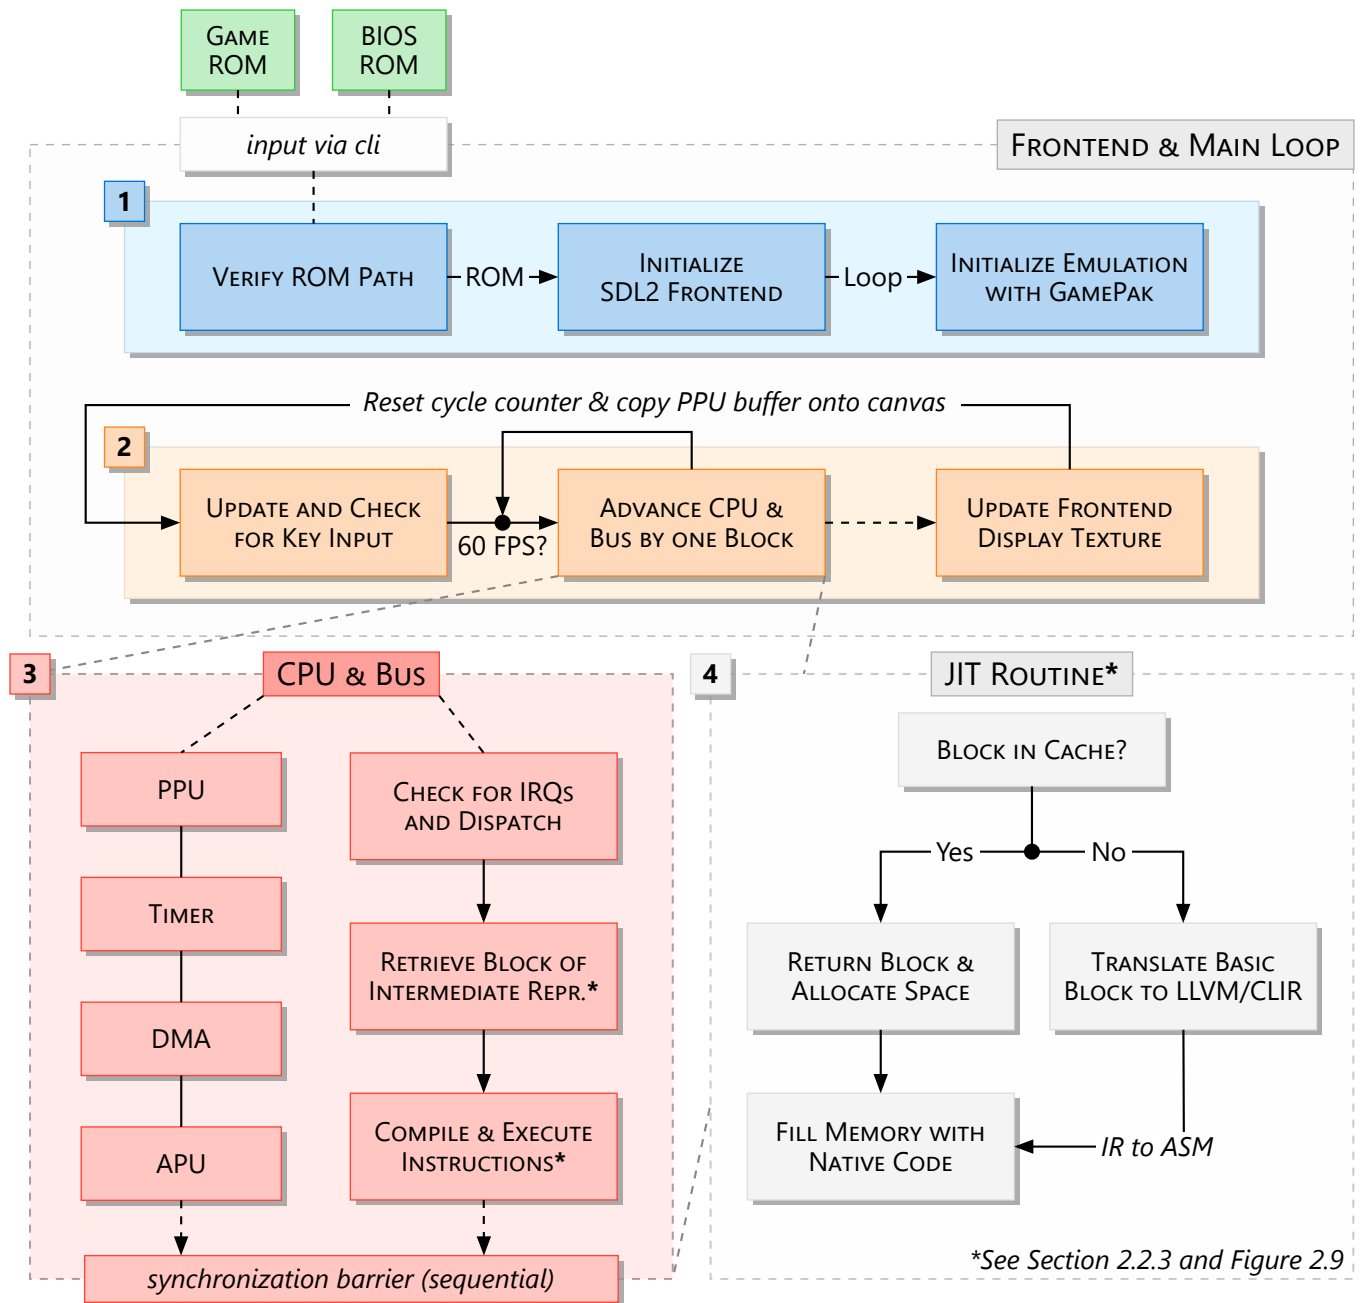 GAME
ROM
BIOS
ROM
input via cli
FRONTEND & MAIN LOOP
1
VERIFY ROM PATH
ROM
INITIALIZE
SDL2 FRONTEND
Loop
INITIALIZE EMULATION
WITH GAMEPAK
Reset cycle counter & copy PPU buffer onto canvas
2
UPDATE AND CHECK
FOR KEY INPUT
60 FPS?
ADVANCE CPU &
BUS BY ONE BLOCK
UPDATE FRONTEND
DISPLAY TEXTURE
3
CPU & BUS
PPU
TIMER
DMA
APU
CHECK FOR IRQS
AND DISPATCH
RETRIEVE BLOCK OF
INTERMEDIATE REPR.*
COMPILE & EXECUTE
INSTRUCTIONS*
synchronization barrier (sequential)
4
JIT ROUTINE*
BLOCK IN CACHE?
Yes
No
RETURN BLOCK &
ALLOCATE SPACE
TRANSLATE BASIC
BLOCK TO LLVM/CLIR
FILL MEMORY WITH
NATIVE CODE
IR to ASM
*See Section 2.2.3 and Figure 2.9